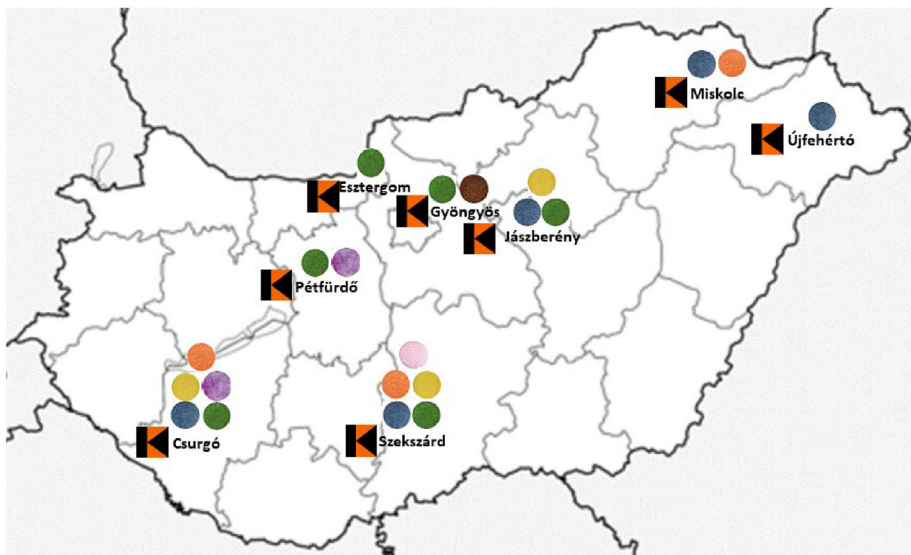 Miskolc
Újfehértó
Esztergom
Gyöngyös
Jászberény
Pétfürdő
Csurgó
Szekszárd